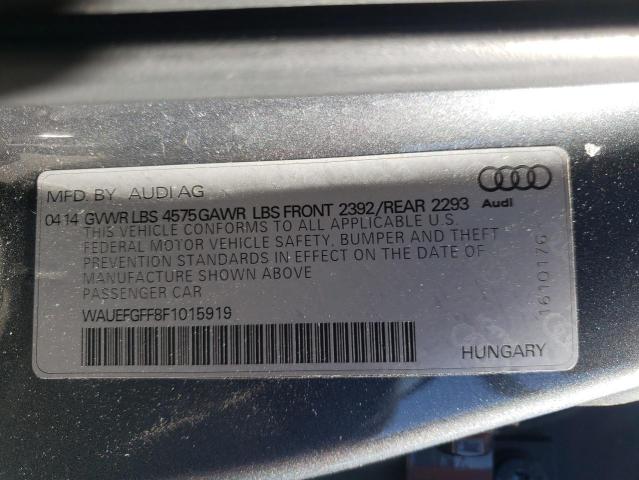 MFD. BY AUDI AG
0414 GVWR LBS 4575 GAWR LBS FRONT 2392/REAR 2293
THIS VEHICLE CONFORMS TO ALL APPLICABLE U.S.
FEDERAL MOTOR VEHICLE SAFETY, BUMPER AND THEFT
PREVENTION STANDARDS IN EFFECT ON THE DATE OF
MANUFACTURE SHOWN ABOVE
PASSENGER CAR
WAUEFGFF8F1015919
Audi
1610176
HUNGARY